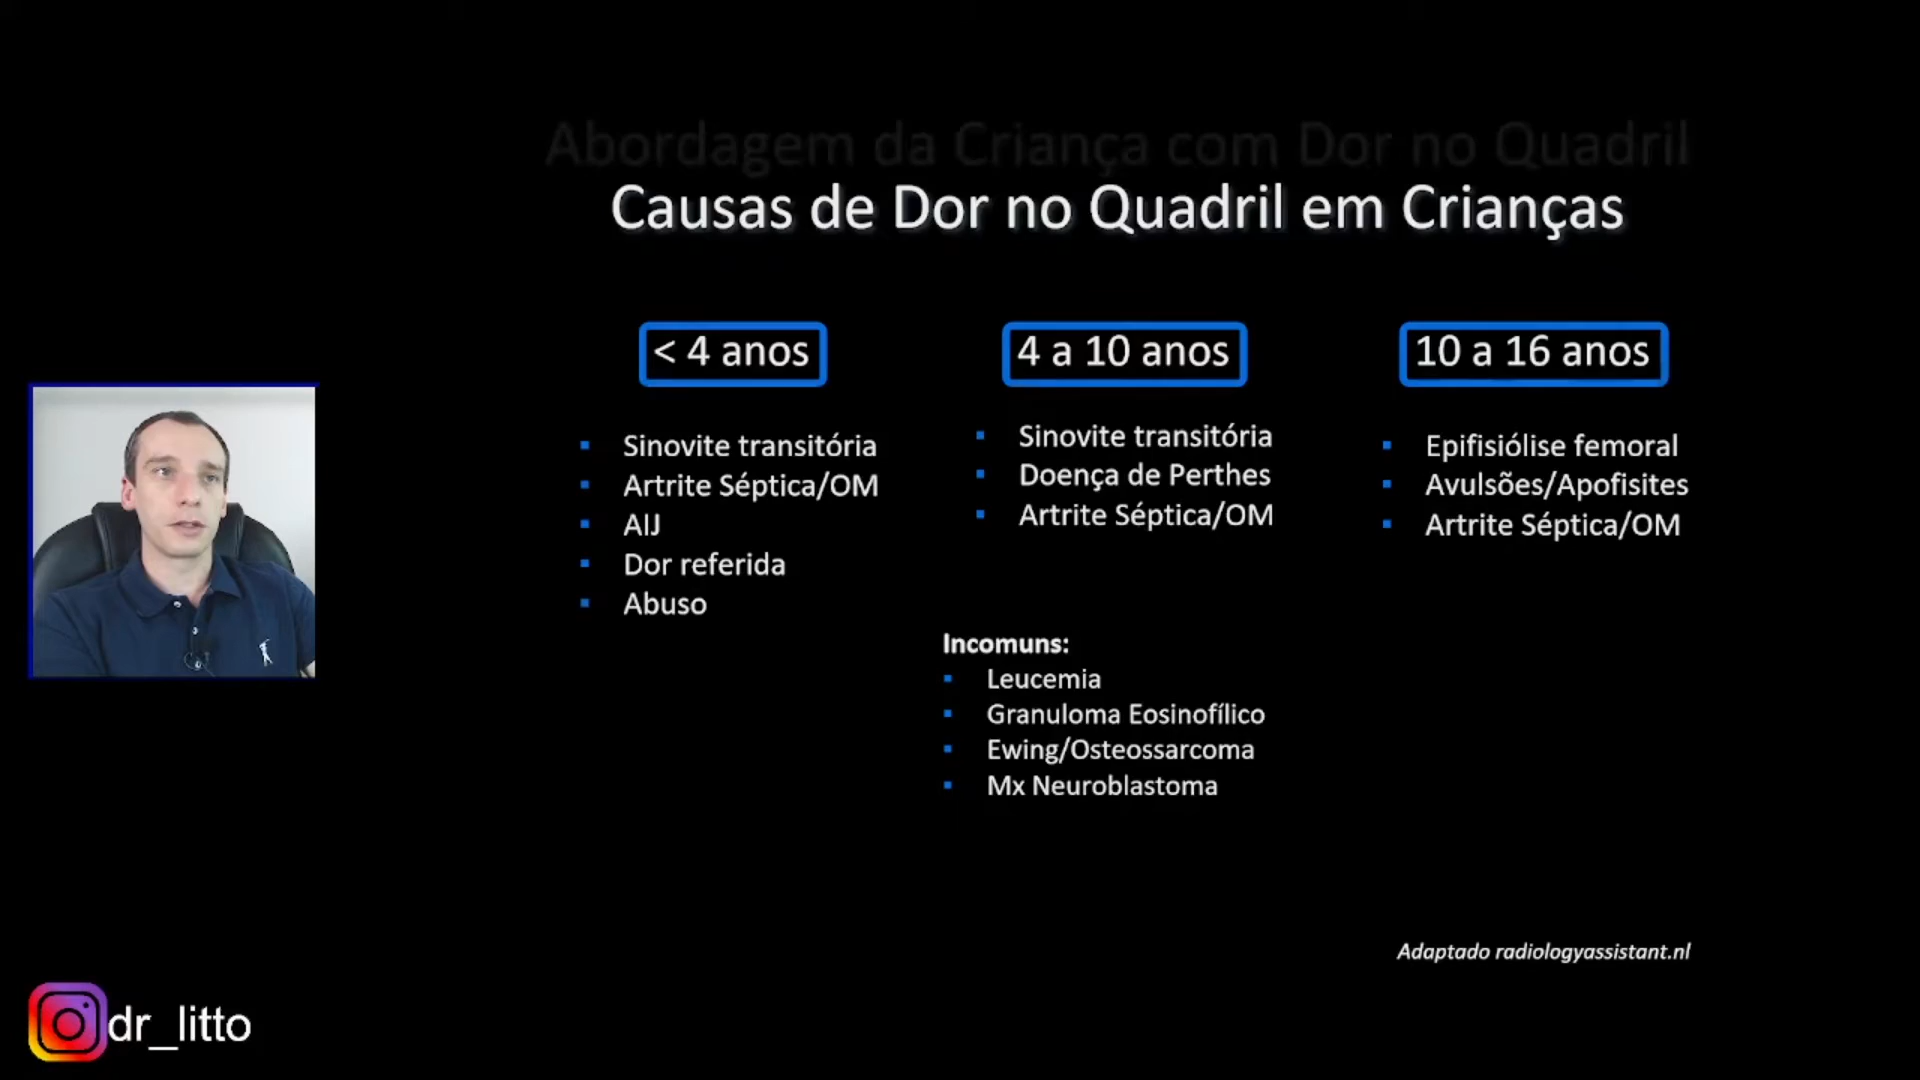 Abordagem da Criança com Dor no Quadril
Causas de Dor no Quadril em Crianças
< 4 anos
Sinovite transitória
Artrite Séptica/OM
AIJ
Dor referida
Abuso
4 a 10 anos
Sinovite transitória
Doença de Perthes
Artrite Séptica/OM
10 a 16 anos
Epifisiólise femoral
Avulsões/Apofisites
Artrite Séptica/OM
Incomuns:
Leucemia
Granuloma Eosinofílico
Ewing/Osteossarcoma
Mx Neuroblastoma
Adaptado radiologyassistant.nl
dr_litto